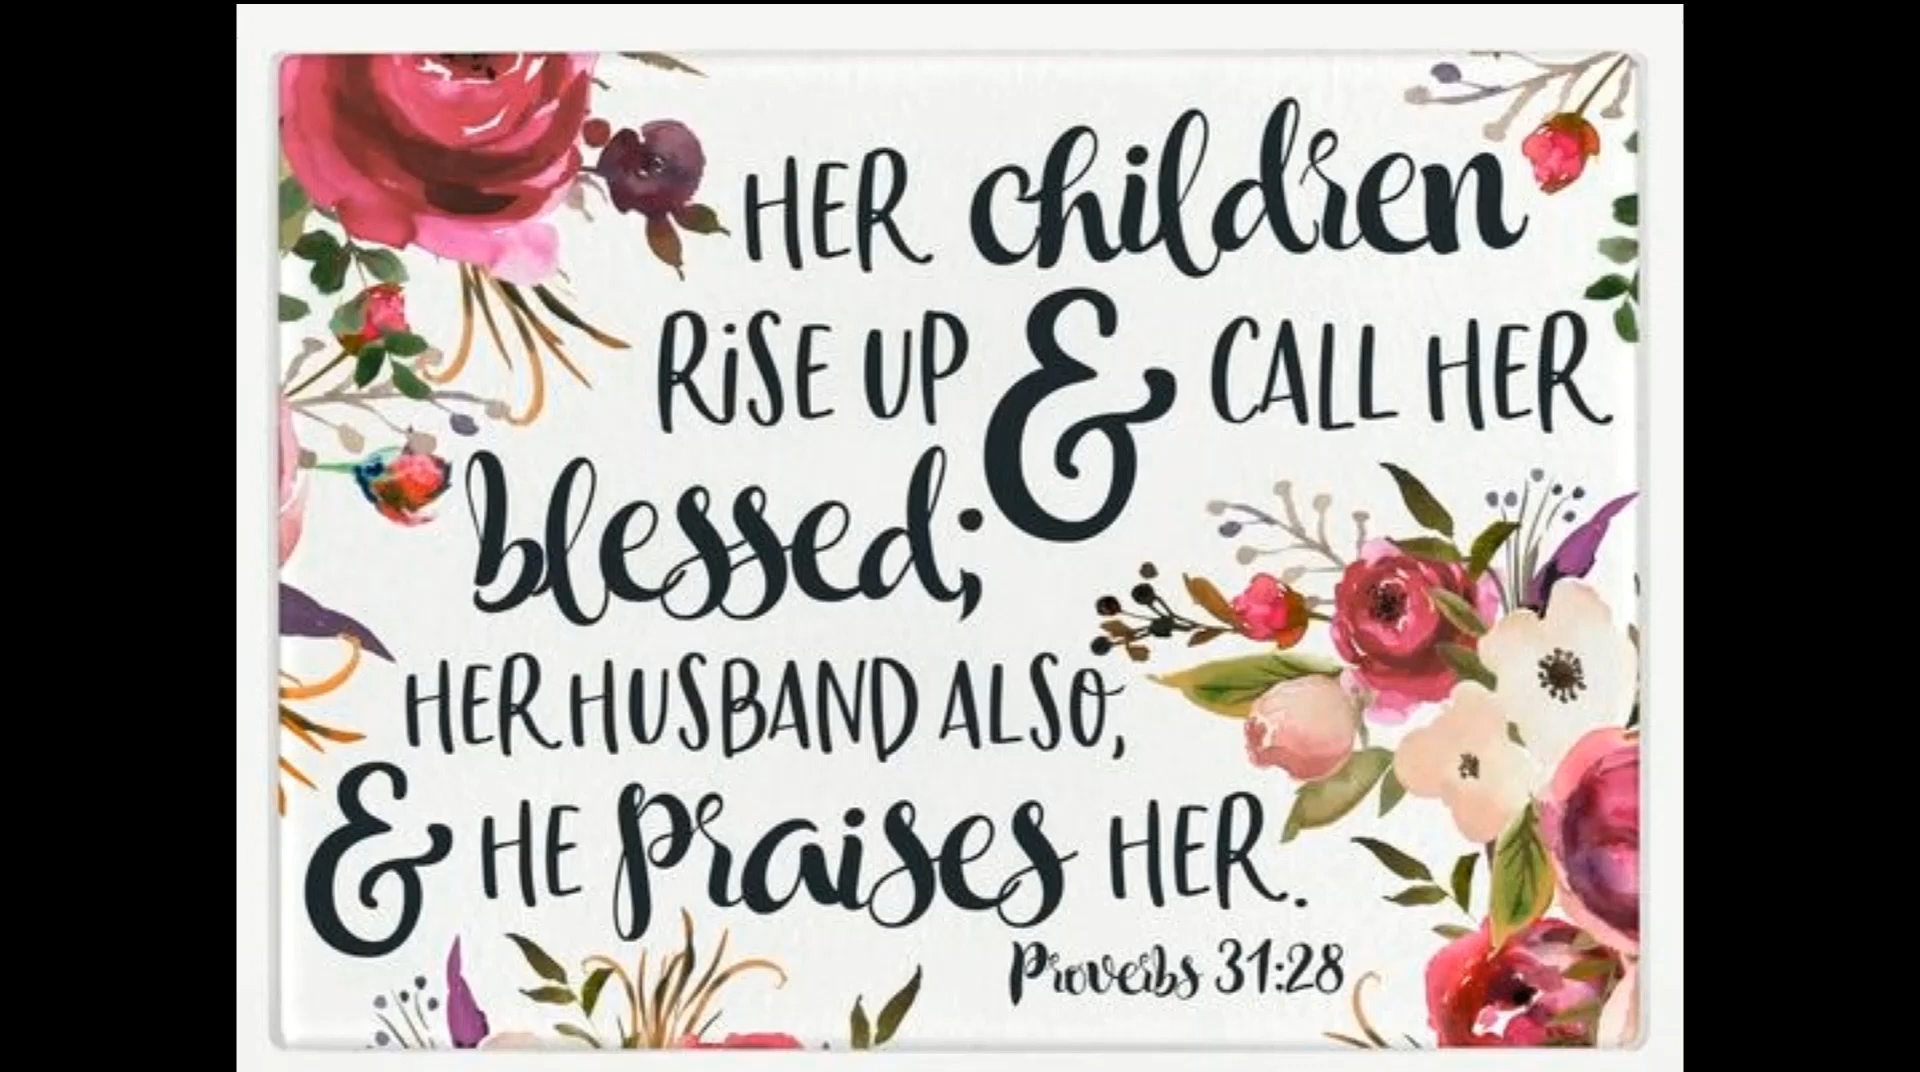 HER children
RiSE UP & CALL HER
blessed;
HER HUSBAND ALSO,
& HE praises HER.
Proverbs 31:28